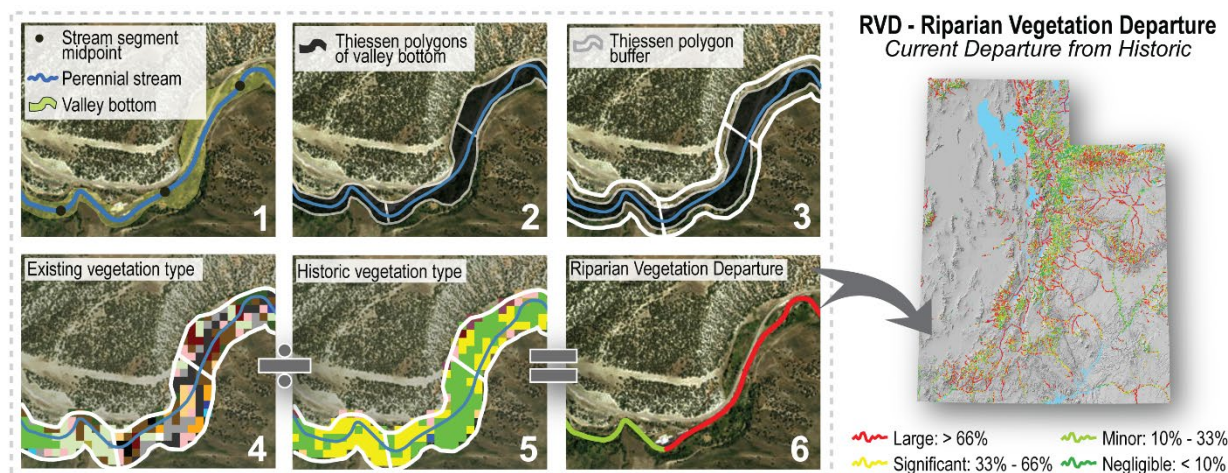 Stream segment
midpoint
Perennial stream
Valley bottom
1
Thiessen polygons
of valley bottom
2
Thiessen polygon
buffer
3
Existing vegetation type
4
Historic vegetation type
5
Riparian Vegetation Departure
6
RVD - Riparian Vegetation Departure
Current Departure from Historic
Large: > 66%
Minor: 10% - 33%
Significant: 33% - 66%
Negligible: < 10%